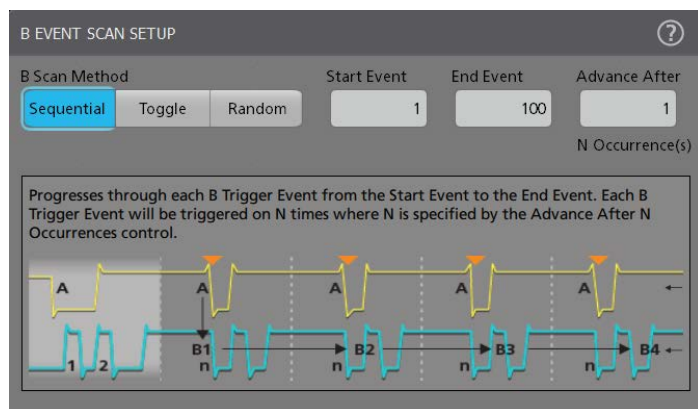 B EVENT SCAN SETUP
?
B Scan Method
Start Event
End Event
Advance After
Sequential
Toggle
Random
1
100
1
N Occurrence(s)
Progresses through each B Trigger Event from the Start Event to the End Event. Each B
Trigger Event will be triggered on N times where N is specified by the Advance After N
Occurrences control.
A A A A A
B1 B2 B3 B4
1 2 n n n n